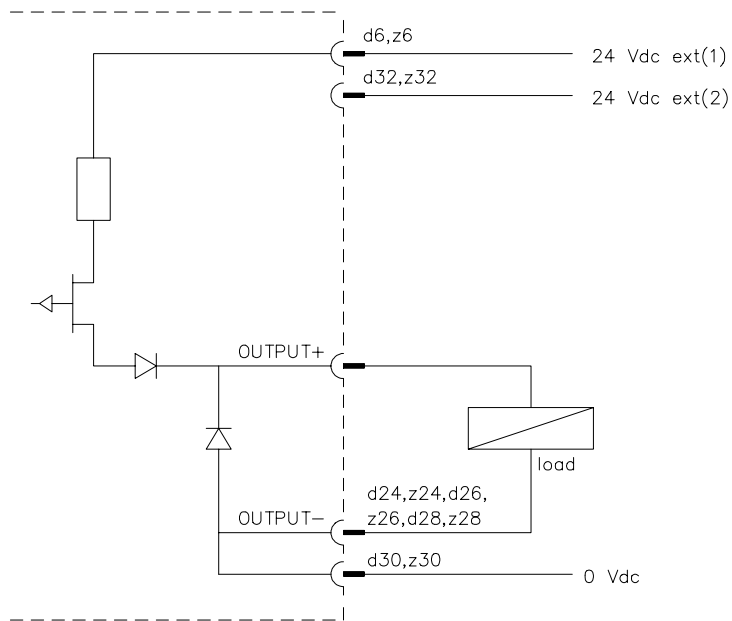 d6,z6
24 Vdc ext(1)
d32,z32
24 Vdc ext(2)
OUTPUT+
load
d24,z24,d26,
OUTPUT- z26,d28,z28
d30,z30
0 Vdc